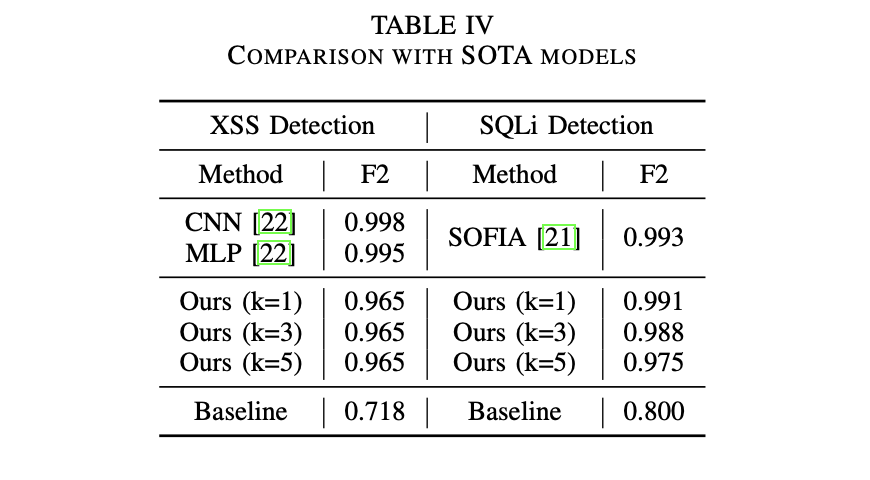 TABLE IV
COMPARISON WITH SOTA MODELS
XSS Detection SQLi Detection
Method F2 Method F2
CNN [22] 0.998
SOFIA [21] 0.993
MLP [22] 0.995
Ours (k=1) 0.965 Ours (k=1) 0.991
Ours (k=3) 0.965 Ours (k=3) 0.988
Ours (k=5) 0.965 Ours (k=5) 0.975
Baseline 0.718 Baseline 0.800